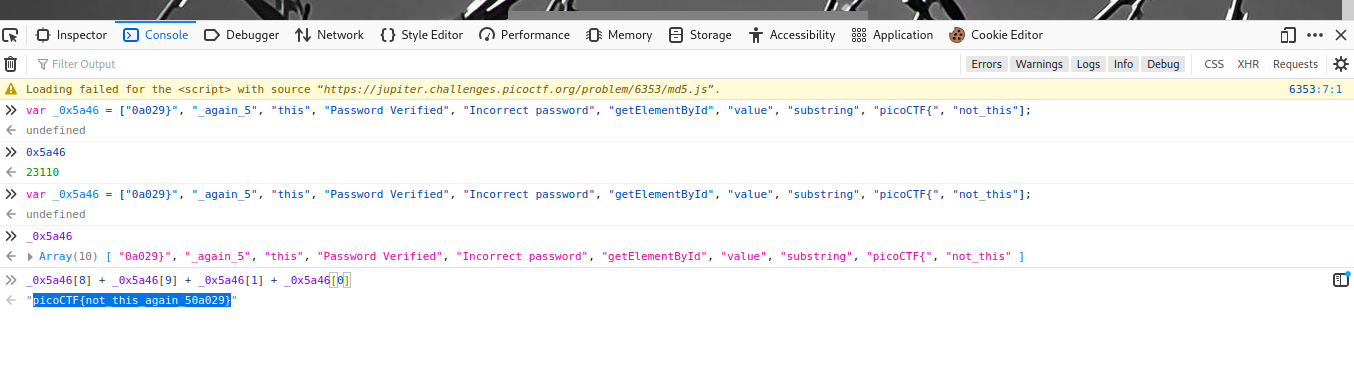 Inspector Console Debugger Network Style Editor Performance Memory Storage Accessibility Application Cookie Editor
Filter Output Errors Warnings Logs Info Debug CSS XHR Requests
Loading failed for the <script> with source “https://jupiter.challenges.picoctf.org/problem/6353/md5.js”. 6353:7:1
var _0x5a46 = ["0a029}", "_again_5", "this", "Password Verified", "Incorrect password", "getElementById", "value", "substring", "picoCTF{", "not_this"];
undefined
0x5a46
23110
var _0x5a46 = ["0a029}", "_again_5", "this", "Password Verified", "Incorrect password", "getElementById", "value", "substring", "picoCTF{", "not_this"];
undefined
_0x5a46
Array(10) [ "0a029}", "_again_5", "this", "Password Verified", "Incorrect password", "getElementById", "value", "substring", "picoCTF{", "not_this" ]
_0x5a46[8] + _0x5a46[9] + _0x5a46[1] + _0x5a46[0]
"picoCTF{not_this_again_50a029}"